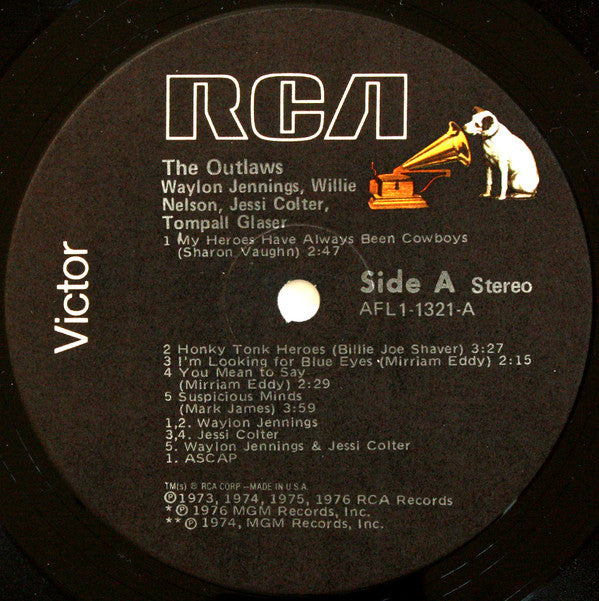 RCA
The Outlaws
Waylon Jennings, Willie
Nelson, Jessi Colter,
Tompall Glaser
1 My Heroes Have Always Been Cowboys
(Sharon Vaughn) 2:47
Victor
Side A Stereo
AFL1-1321-A
2 Honky Tonk Heroes (Billie Joe Shaver) 3:27
3 I'm Looking for Blue Eyes (Mirriam Eddy) 2:15
4 You Mean to Say
(Mirriam Eddy) 2:29
5 Suspicious Minds
(Mark James) 3:59
1,2. Waylon Jennings
3,4. Jessi Colter
5. Waylon Jennings & Jessi Colter
1. ASCAP
TM(s) ® RCA CORP—MADE IN U.S.A.
℗1973, 1974, 1975, 1976 RCA Records
*℗1976 MGM Records, Inc.
**℗1974, MGM Records, Inc.